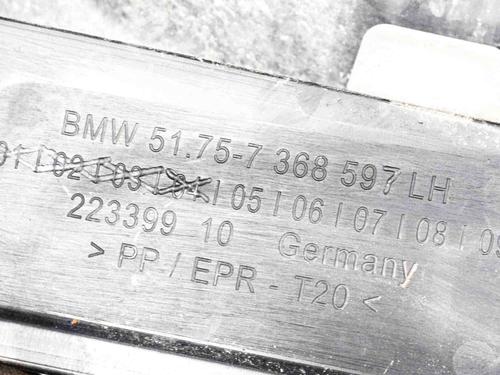 BMW 51.75-7 368 597 LH
01 | 02 | 03 | 04 | 05 | 06 | 07 | 08 | 09
223399 10 Germany
> PP / EPR - T20 <